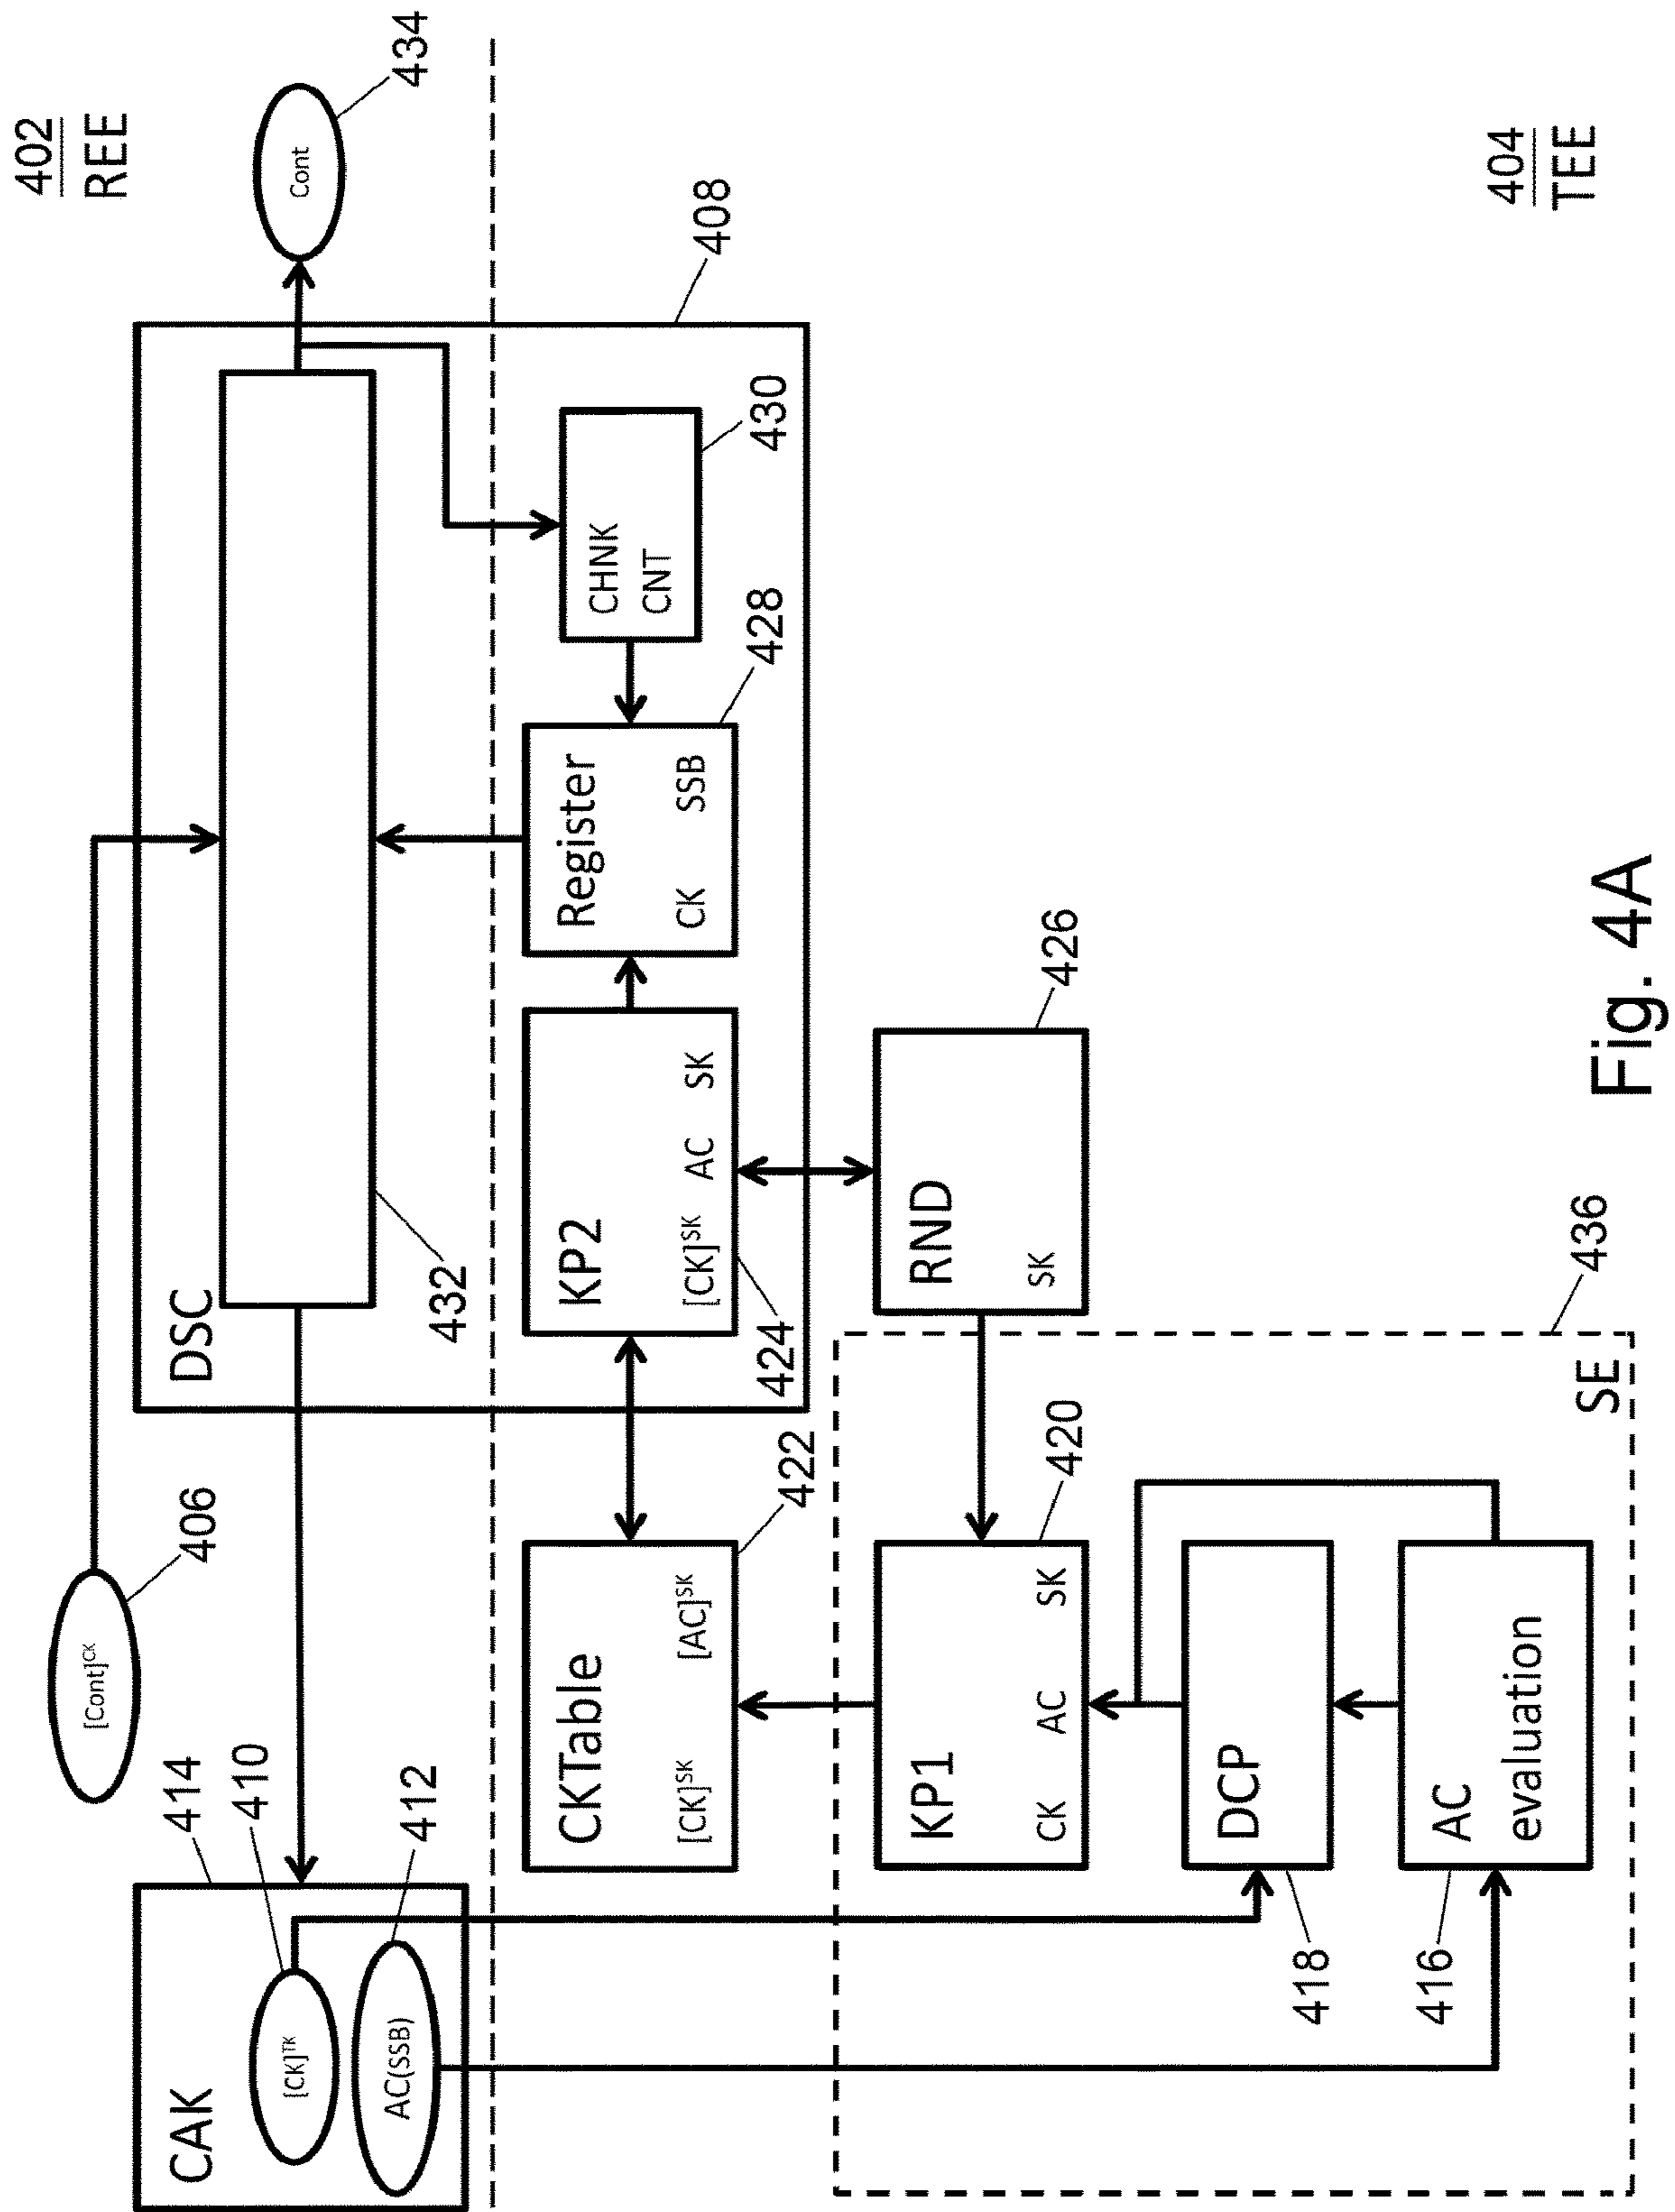 402
REE
434
Cont
408
404
TEE
[Cont]ᶜᴷ
406
DSC
432
414
CAK
410
[CK]ᵀᴷ
412
AC(SSB)
CKTable
[CK]ˢᴷ [AC]ˢᴷ
422
KP2
[CK]ˢᴷ AC SK
424
Register
CK SSB
428
CHNK
CNT
430
KP1
CK AC SK
420
RND
SK
426
DCP
418
AC
evaluation
416
SE
436
Fig. 4A